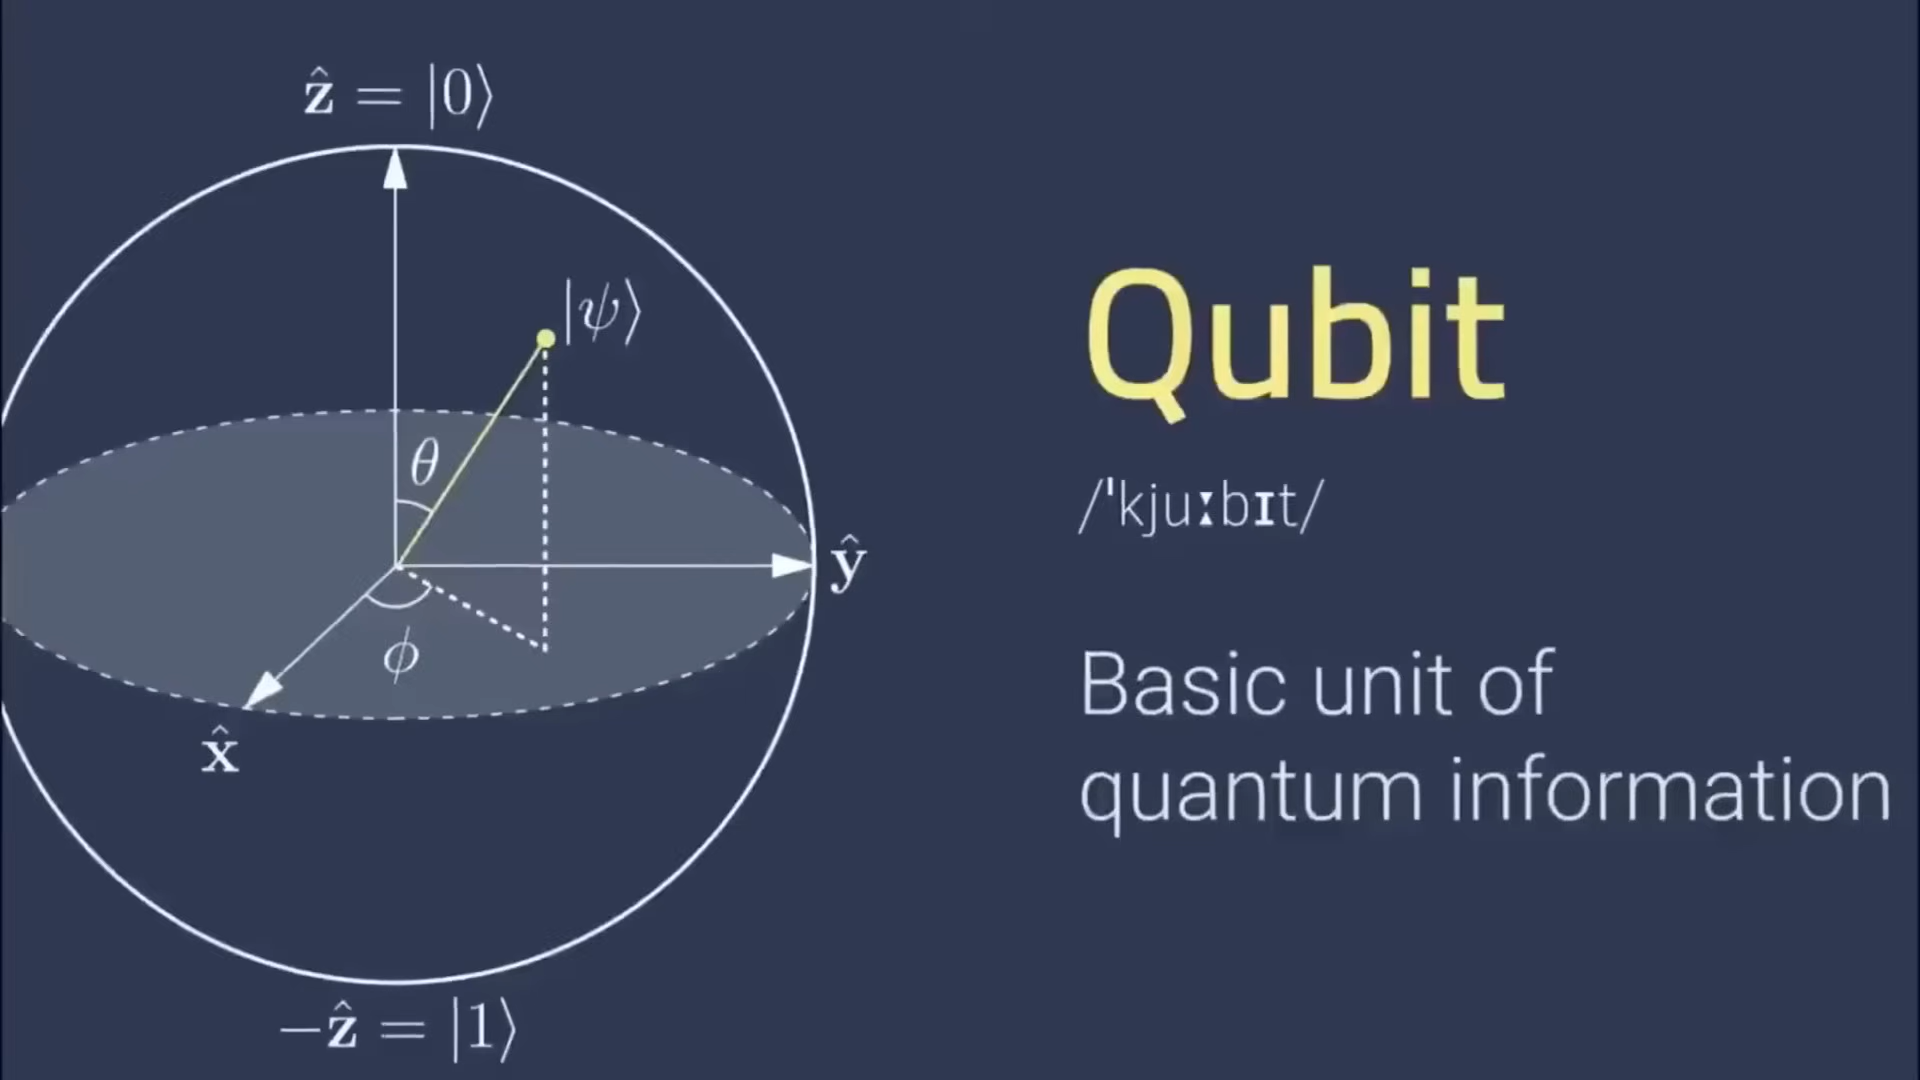 ẑ = |0⟩
|ψ⟩
θ
ŷ
ϕ
x̂
−ẑ = |1⟩
Qubit
/ˈkjuːbɪt/
Basic unit of
quantum information